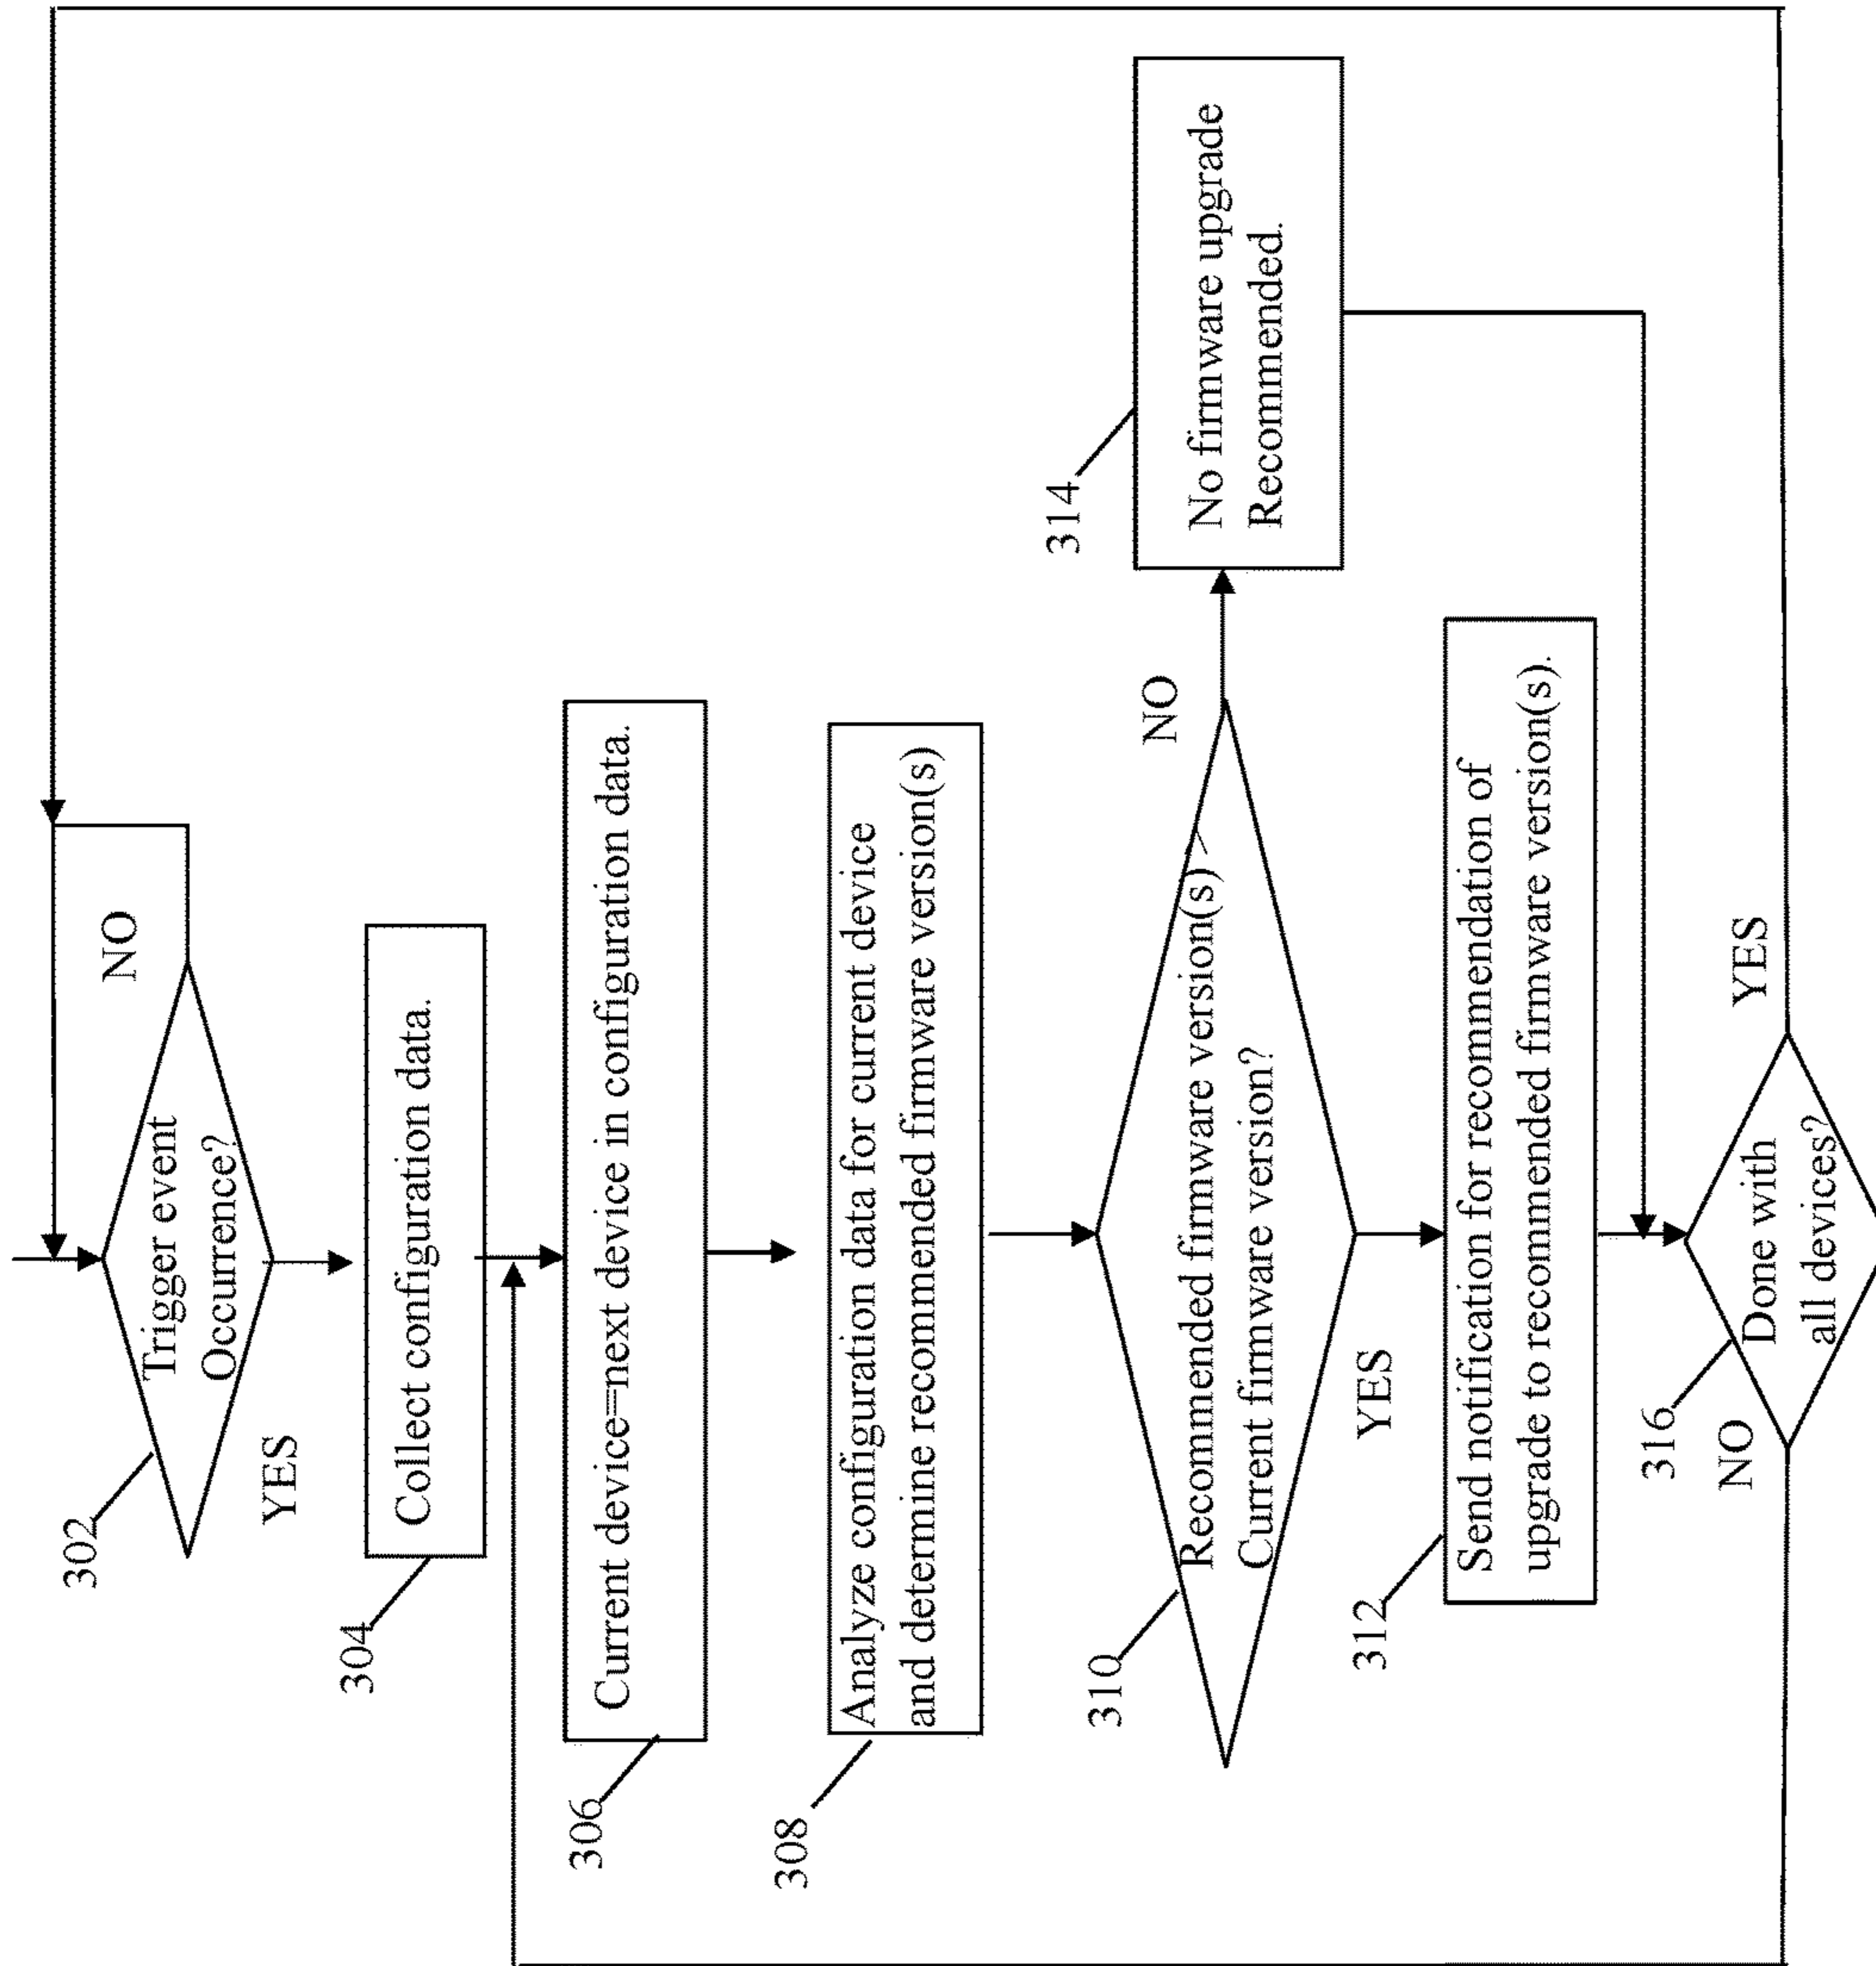 Trigger event
Occurrence?
302
NO
YES
Collect configuration data.
304
Current device=next device in configuration data.
306
Analyze configuration data for current device
and determine recommended firmware version(s)
308
Recommended firmware version(s) >
Current firmware version?
310
NO
YES
No firmware upgrade
Recommended.
314
Send notification for recommendation of
upgrade to recommended firmware version(s).
312
Done with
all devices?
316
NO
YES